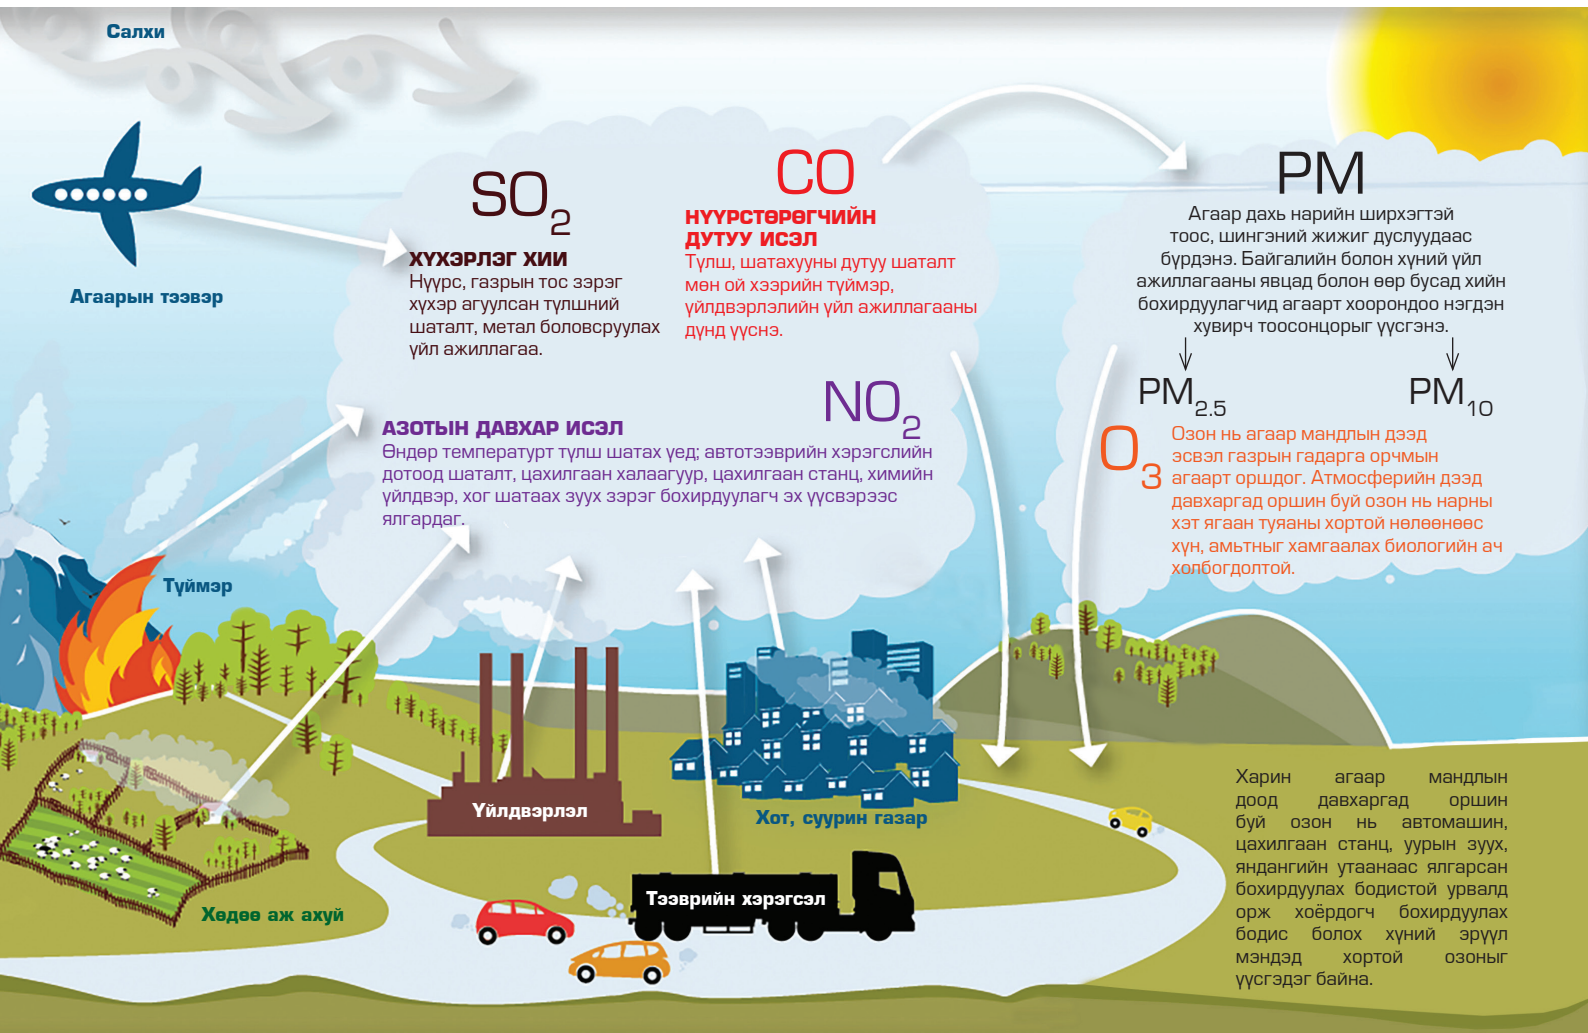 Салхи
Агаарын тээвэр
SO2
ХҮХЭРЛЭГ ХИИ
Нүүрс, газрын тос зэрэг
хүхэр агуулсан түлшний
шаталт, метал боловсруулах
үйл ажиллагаа.
CO
НҮҮРСТӨРӨГЧИЙН
ДУТУУ ИСЭЛ
Түлш, шатахууны дутуу шаталт
мөн ой хээрийн түймэр,
үйлдвэрлэлийн үйл ажиллагааны
дүнд үүснэ.
PM
Агаар дахь нарийн ширхэгтэй
тоос, шингэний жижиг дуслуудаас
бүрдэнэ. Байгалийн болон хүний үйл
ажиллагааны явцад болон өөр бусад хийн
бохирдуулагчид агаарт хоорондоо нэгдэн
хувирч тоосонцорыг үүсгэнэ.
PM2.5
PM10
NO2
АЗОТЫН ДАВХАР ИСЭЛ
Өндөр температурт түлш шатах үед; автотээврийн хэрэгслийн
дотоод шаталт, цахилгаан халаагуур, цахилгаан станц, химийн
үйлдвэр, хог шатаах зуух зэрэг бохирдуулагч эх үүсвэрээс
ялгардаг.
O3
Озон нь агаар мандлын дээд
эсвэл газрын гадарга орчмын
агаарт оршдог. Атмосферийн дээд
давхаргад оршин буй озон нь нарны
хэт ягаан туяаны хортой нөлөөнөөс
хүн, амьтныг хамгаалах биологийн ач
холбогдолтой.
Түймэр
Үйлдвэрлэл
Хот, суурин газар
Тээврийн хэрэгсэл
Хөдөө аж ахуй
Харин агаар мандлын
доод давхаргад оршин
буй озон нь автомашин,
цахилгаан станц, уурын зуух,
яндангийн утаанаас ялгарсан
бохирдуулах бодистой урвалд
орж хоёрдогч бохирдуулах
бодис болох хүний эрүүл
мэндэд хортой озоныг
үүсгэдэг байна.